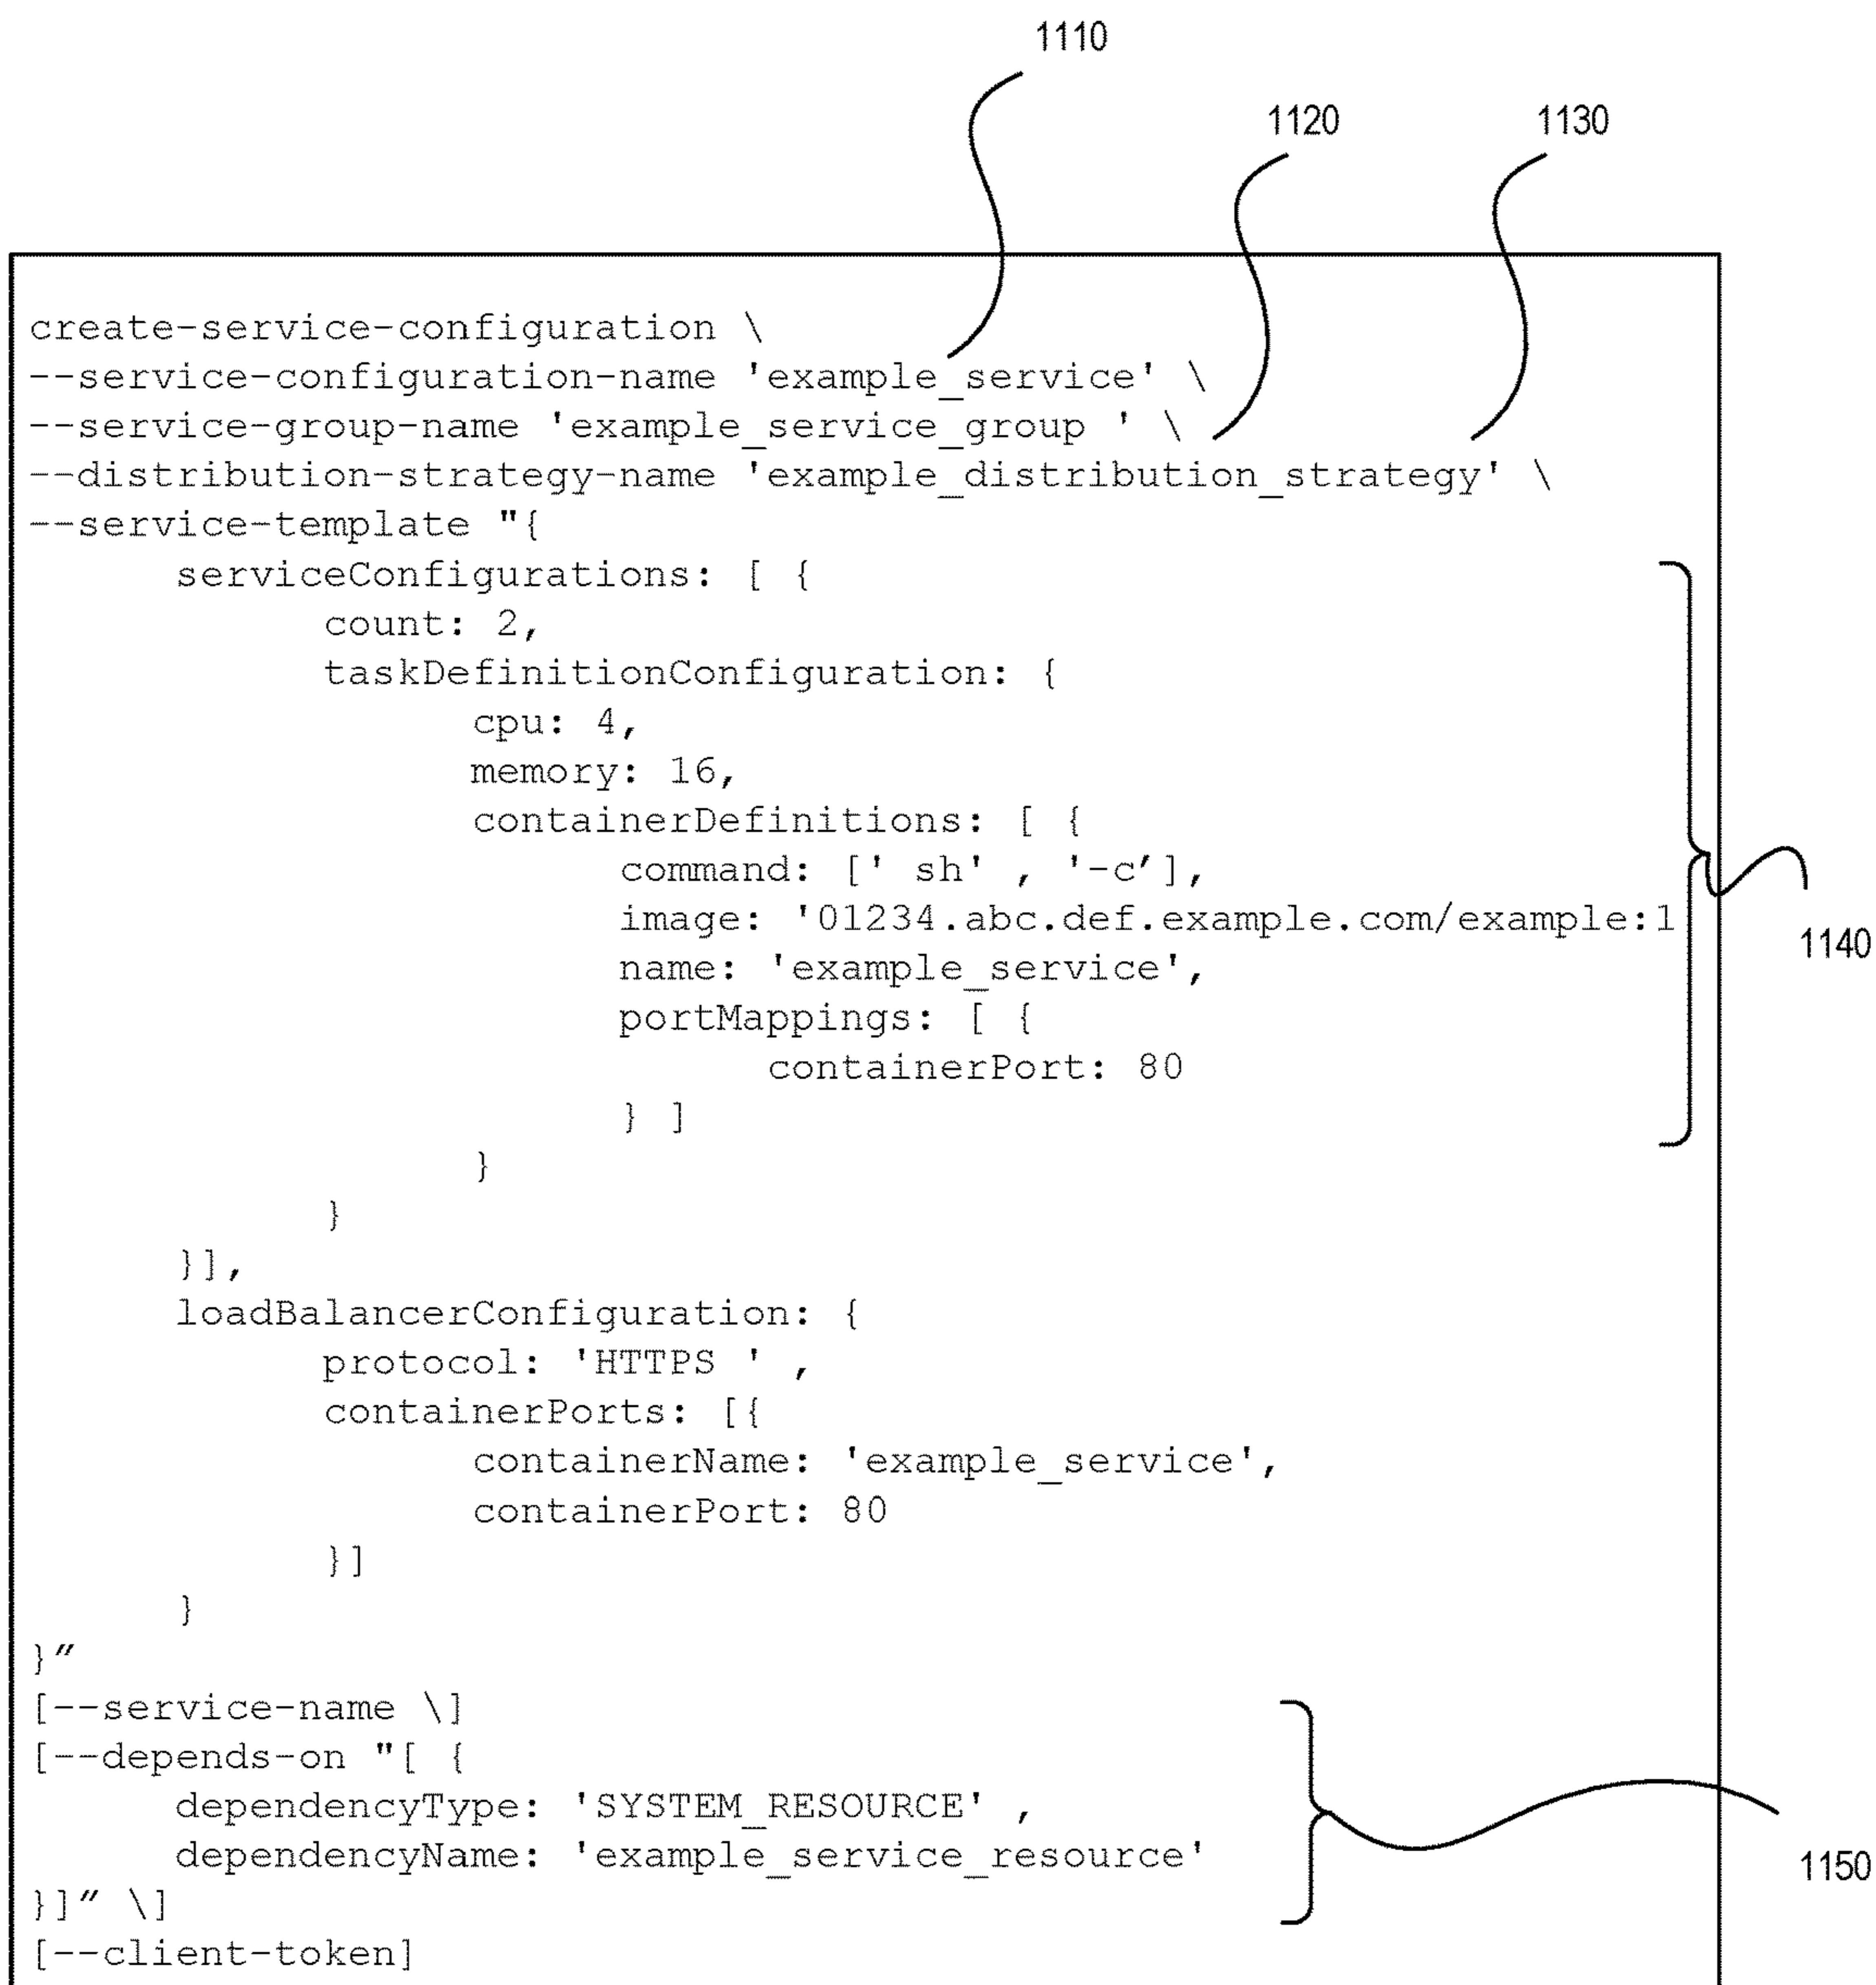 1110
1120
1130
create-service-configuration \
--service-configuration-name 'example_service' \
--service-group-name 'example_service_group ' \
--distribution-strategy-name 'example_distribution_strategy' \
--service-template "{
serviceConfigurations: [ {
count: 2,
taskDefinitionConfiguration: {
cpu: 4,
memory: 16,
containerDefinitions: [ {
command: [' sh' , '-c’],
image: '01234.abc.def.example.com/example:1
name: 'example_service',
portMappings: [ {
containerPort: 80
} ]
}
}
}],
loadBalancerConfiguration: {
protocol: 'HTTPS ' ,
containerPorts: [{
containerName: 'example_service',
containerPort: 80
}]
}
}”
[--service-name \]
[--depends-on "[ {
dependencyType: 'SYSTEM_RESOURCE' ,
dependencyName: 'example_service_resource'
}]” \]
[--client-token]
1140
1150